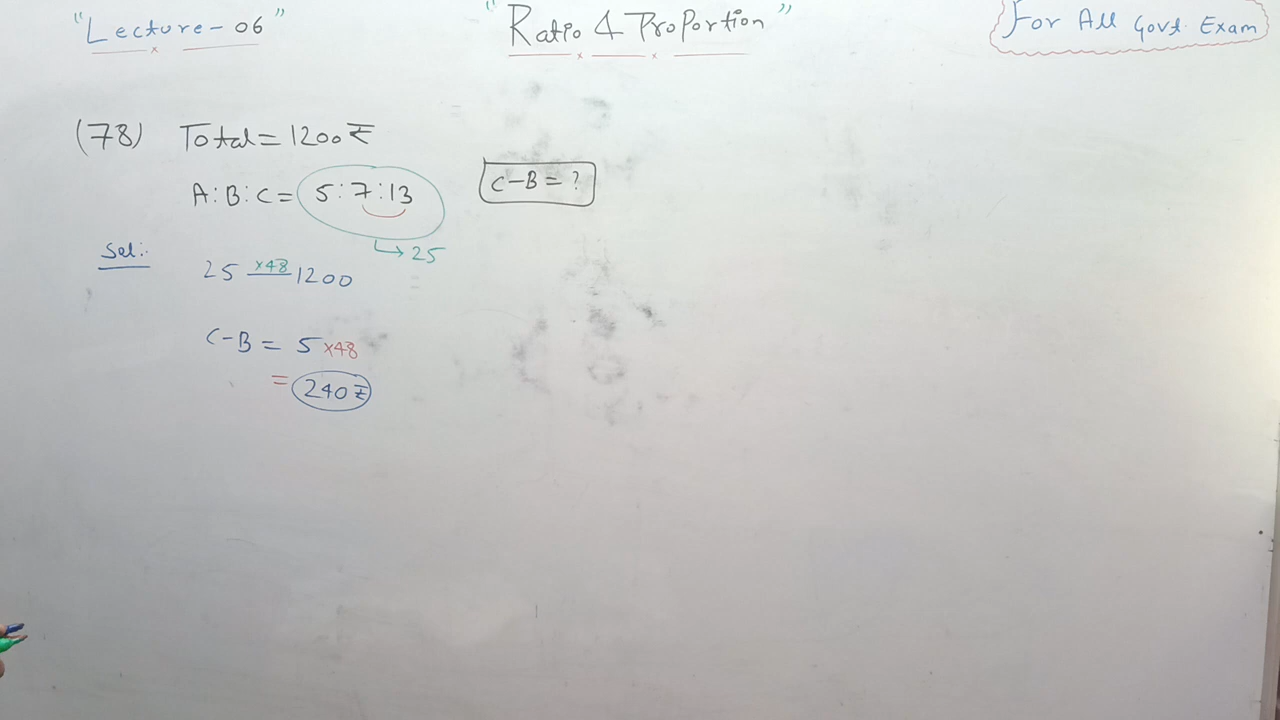 "Lecture-06"
"Ratio & Proportion"
For All Govt. Exam
(78) Total = 1200₹
A:B:C = 5:7:13
C-B = ?
→ 25
Sol:-
25 ×48 1200
C-B = 5 ×48
= 240₹